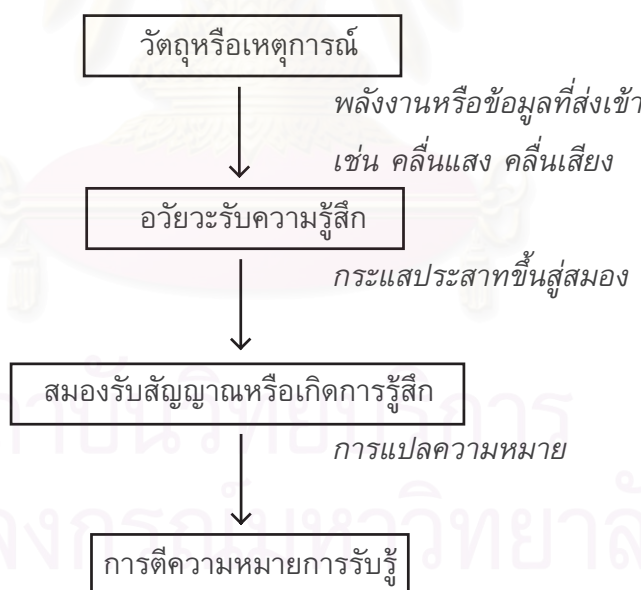 วัตถุหรือเหตุการณ์
พลังงานหรือข้อมูลที่ส่งเข้า
เช่น คลื่นแสง คลื่นเสียง
อวัยวะรับความรู้สึก
กระแสประสาทขึ้นสู่สมอง
สมองรับสัญญาณหรือเกิดการรู้สึก
การแปลความหมาย
การตีความหมายการรับรู้